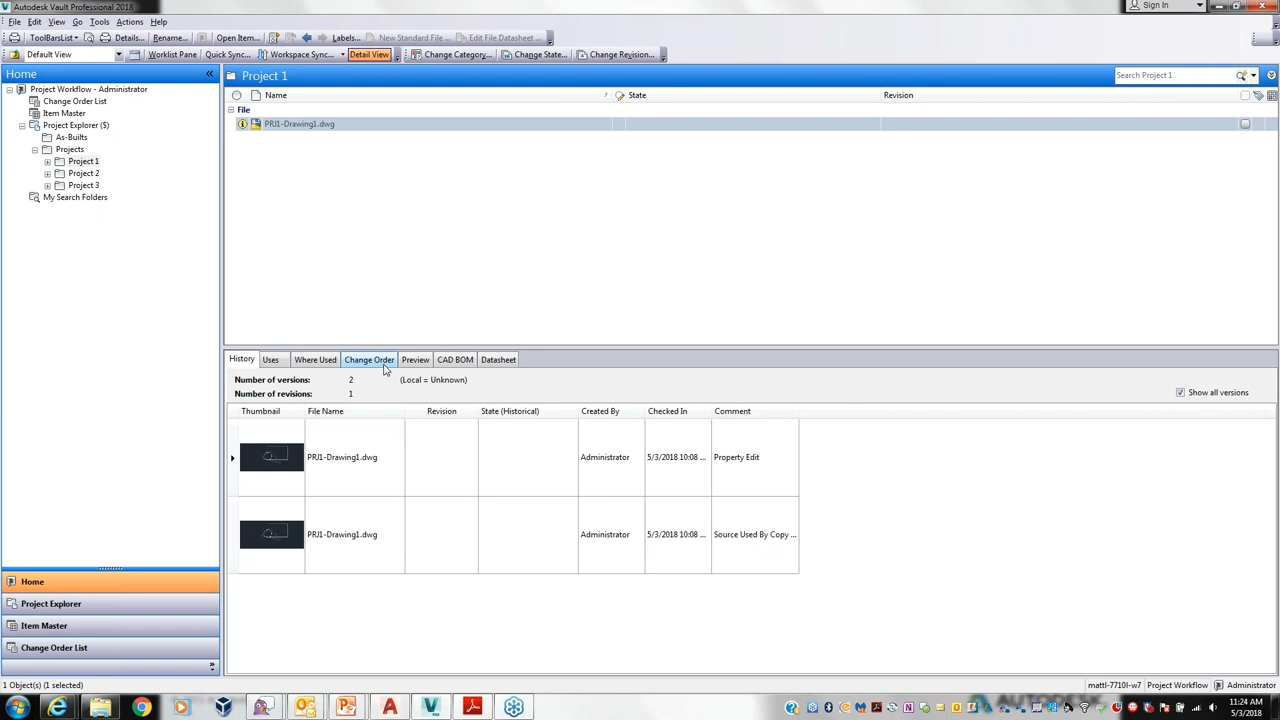 Autodesk Vault Professional 2018
Sign In
File Edit View Go Tools Actions Help
ToolBarsList Details... Rename... Open Item... Labels... New Standard File... Edit File Datasheet...
Default View Worklist Pane Quick Sync... Workspace Sync... Detail View Change Category... Change State... Change Revision...
Home
Project Workflow - Administrator
Change Order List
Item Master
Project Explorer ($)
As-Builts
Projects
Project 1
Project 2
Project 3
My Search Folders
Home
Project Explorer
Item Master
Change Order List
Project 1
Search Project 1
Name State Revision
File
PRJ1-Drawing1.dwg
History Uses Where Used Change Order Preview CAD BOM Datasheet
Number of versions: 2 (Local = Unknown)
Number of revisions: 1
Show all versions
Thumbnail File Name Revision State (Historical) Created By Checked In Comment
PRJ1-Drawing1.dwg Administrator 5/3/2018 10:08 ... Property Edit
PRJ1-Drawing1.dwg Administrator 5/3/2018 10:08 ... Source Used By Copy ...
1 Object(s) (1 selected)
mattl-7710l-w7 Project Workflow Administrator
11:24 AM
5/3/2018